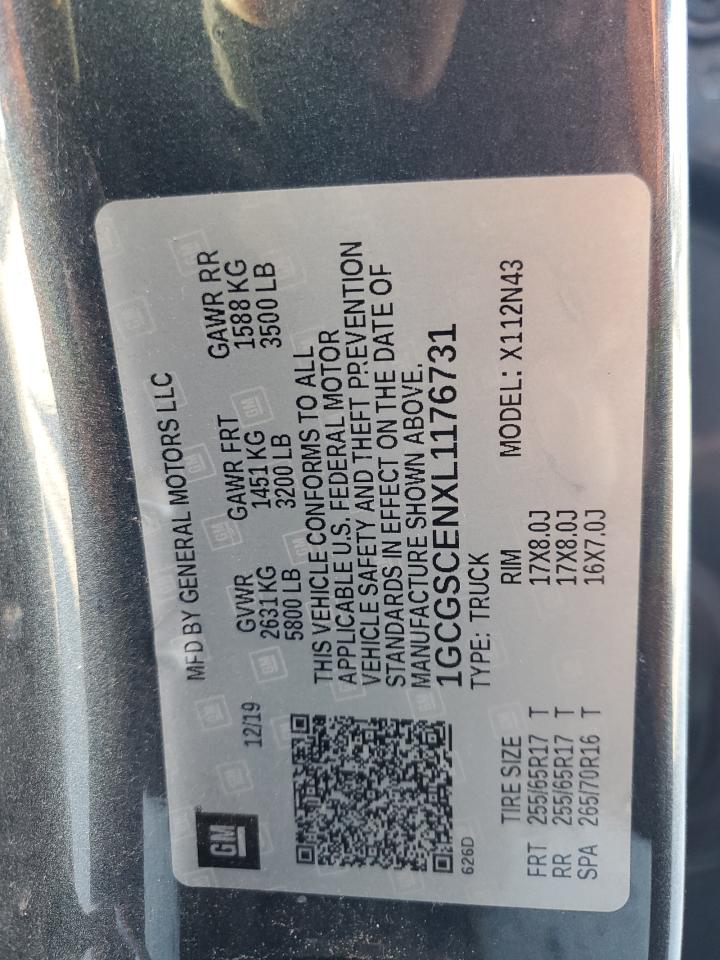 GM
MFD BY GENERAL MOTORS LLC
12/19
GVWR GAWR FRT GAWR RR
2631KG 1451 KG 1588 KG
5800 LB 3200 LB 3500 LB
THIS VEHICLE CONFORMS TO ALL
APPLICABLE U.S. FEDERAL MOTOR
VEHICLE SAFETY AND THEFT PREVENTION
STANDARDS IN EFFECT ON THE DATE OF
MANUFACTURE SHOWN ABOVE.
1GCGSCENXL1176731
626D
TYPE: TRUCK
TIRE SIZE RIM MODEL: X112N43
FRT 255/65R17 T 17X8.0J
RR 255/65R17 T 17X8.0J
SPA 265/70R16 T 16X7.0J